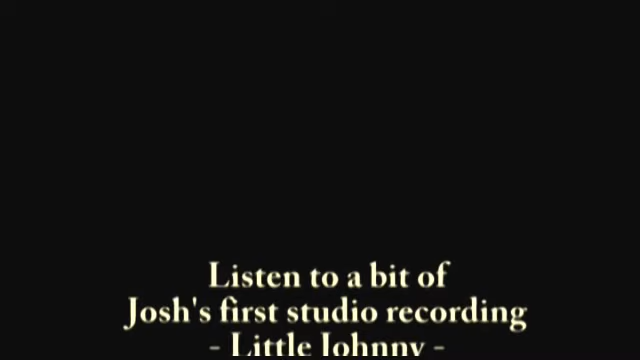 Listen to a bit of
Josh's first studio recording
- Little Johnny -